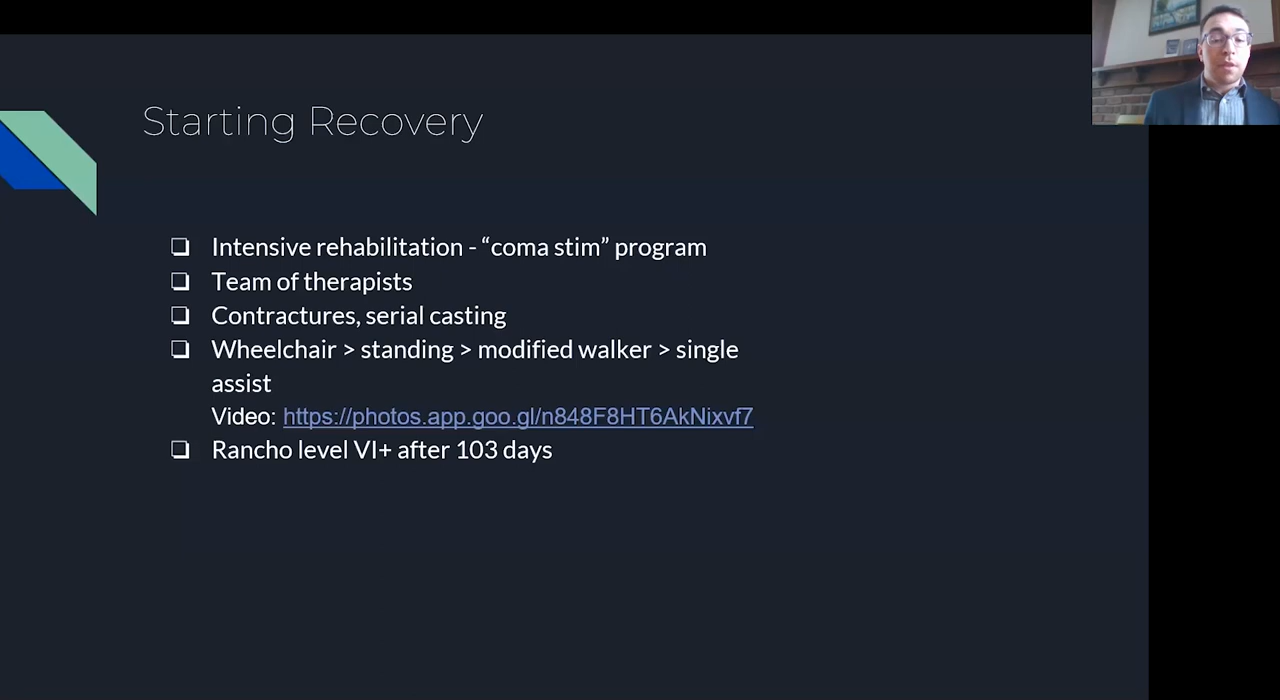 Starting Recovery
❏ Intensive rehabilitation - “coma stim” program
❏ Team of therapists
❏ Contractures, serial casting
❏ Wheelchair > standing > modified walker > single
assist
Video: https://photos.app.goo.gl/n848F8HT6AkNixvf7
❏ Rancho level VI+ after 103 days